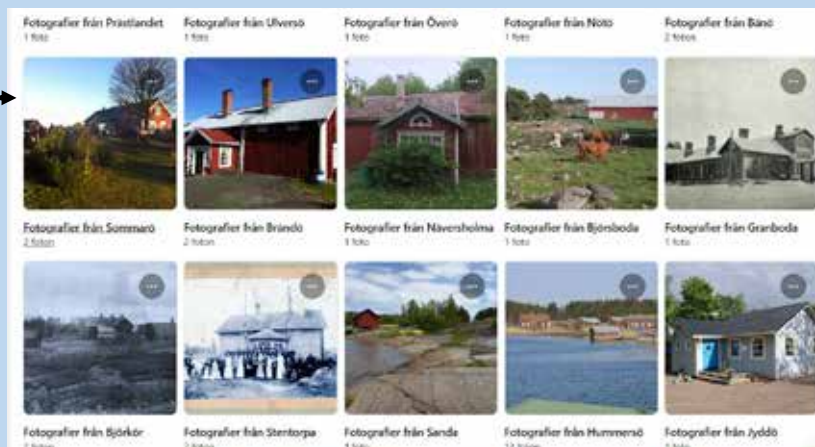 Fotografier från Prästlandet
1 foto
Fotografier från Ulversö
1 foto
Fotografier från Överö
1 foto
Fotografier från Nötö
1 foto
Fotografier från Bänö
2 foton
Fotografier från Sommarö
2 foton
Fotografier från Brändö
2 foton
Fotografier från Näversholma
1 foto
Fotografier från Björsboda
1 foto
Fotografier från Granboda
1 foto
Fotografier från Björkör
Fotografier från Stentorpa
Fotografier från Sanda
Fotografier från Hummersö
Fotografier från Jyddö